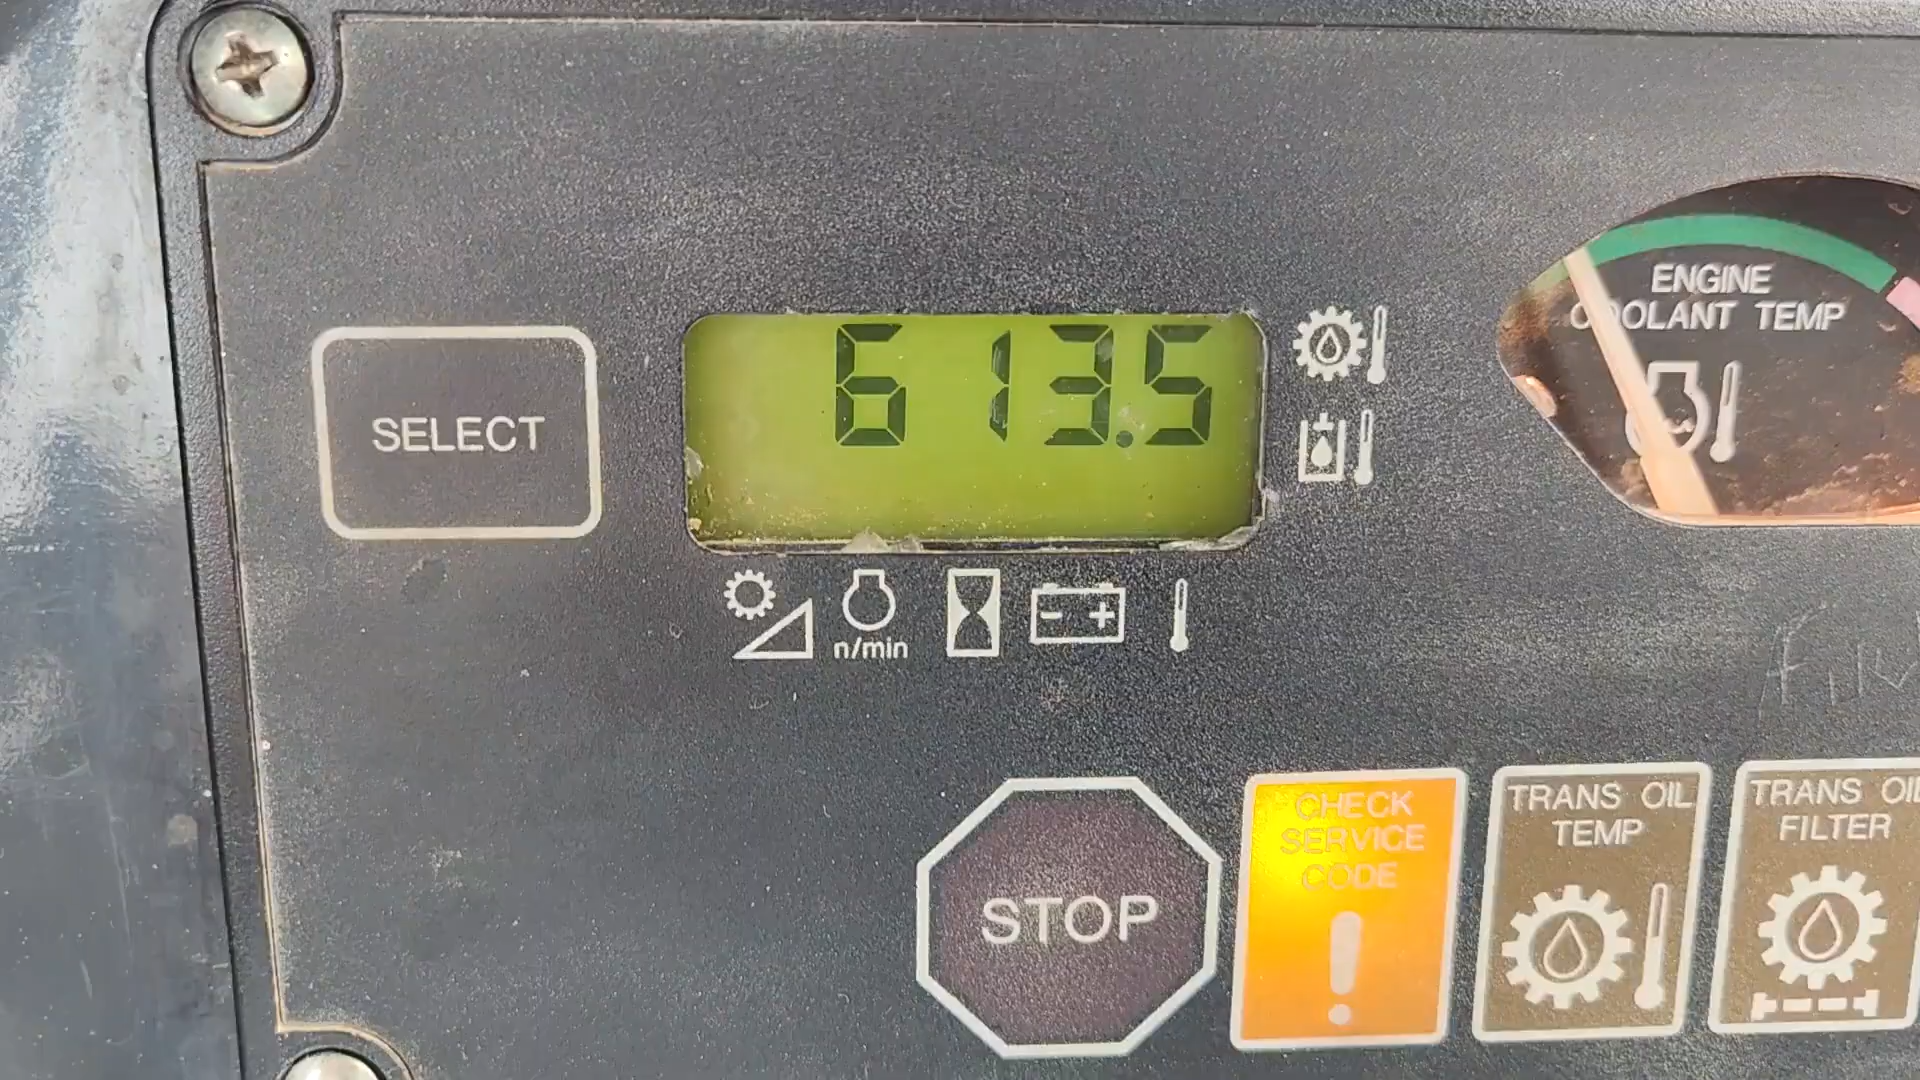 613.5
ENGINE
COOLANT TEMP
SELECT
n/min
STOP
CHECK
SERVICE
CODE
!
TRANS OIL
TEMP
TRANS OIL
FILTER